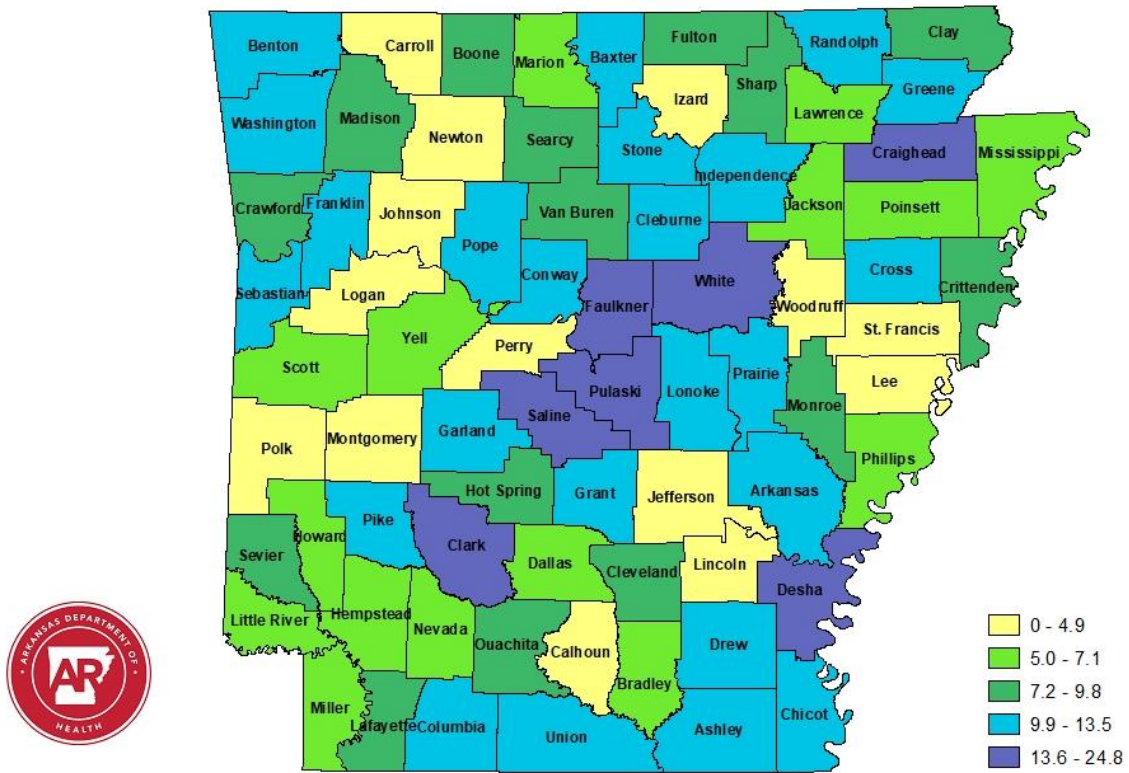 Benton
Carroll
Boone
Marion
Baxter
Fulton
Randolph
Clay
Sharp
Izard
Greene
Lawrence
Washington
Madison
Newton
Searcy
Stone
Independence
Craighead
Mississippi
Crawford
Franklin
Johnson
Van Buren
Cleburne
Jackson
Poinsett
Pope
Conway
White
Cross
Crittenden
Sebastian
Logan
Faulkner
Woodruff
St. Francis
Yell
Perry
Scott
Lee
Pulaski
Lonoke
Prairie
Monroe
Saline
Polk
Montgomery
Garland
Phillips
Hot Spring
Grant
Jefferson
Arkansas
Pike
Howard
Clark
Sevier
Dallas
Cleveland
Lincoln
Desha
Little River
Hempstead
Nevada
Ouachita
Calhoun
Drew
Bradley
Miller
Lafayette
Columbia
Union
Ashley
Chicot
ARKANSAS DEPARTMENT OF
AR
HEALTH
0 - 4.9
5.0 - 7.1
7.2 - 9.8
9.9 - 13.5
13.6 - 24.8